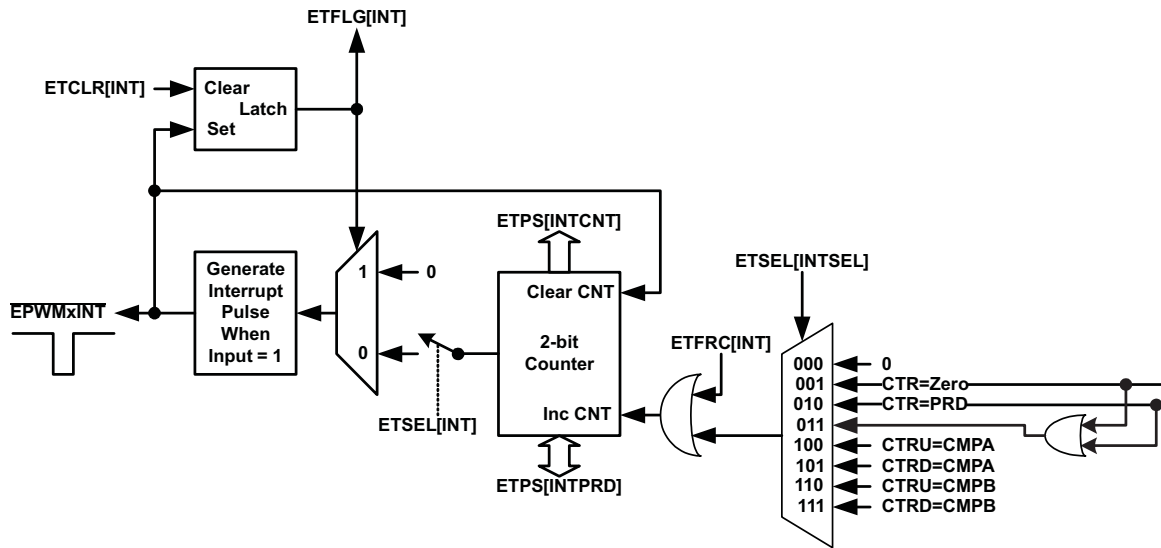 ETFLG[INT]
ETCLR[INT]
Clear
Latch
Set
ETPS[INTCNT]
ETSEL[INTSEL]
Generate
Interrupt
Pulse
When
Input = 1
1
0
0
EPWMxINT
Clear CNT
2-bit
Counter
Inc CNT
ETSEL[INT]
ETPS[INTPRD]
ETFRC[INT]
000
0
001
CTR=Zero
010
CTR=PRD
011
100
CTRU=CMPA
101
CTRD=CMPA
110
CTRU=CMPB
111
CTRD=CMPB